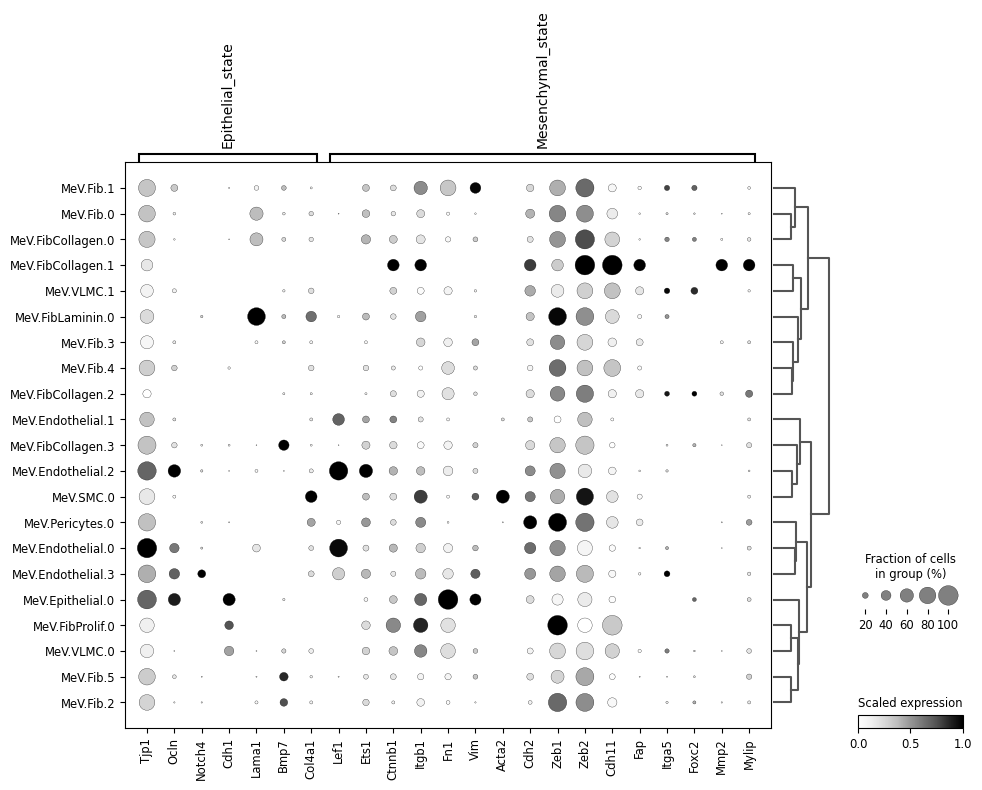 Epithelial_state
Mesenchymal_state
MeV.Fib.1
MeV.Fib.0
MeV.FibCollagen.0
MeV.FibCollagen.1
MeV.VLMC.1
MeV.FibLaminin.0
MeV.Fib.3
MeV.Fib.4
MeV.FibCollagen.2
MeV.Endothelial.1
MeV.FibCollagen.3
MeV.Endothelial.2
MeV.SMC.0
MeV.Pericytes.0
MeV.Endothelial.0
MeV.Endothelial.3
MeV.Epithelial.0
MeV.FibProlif.0
MeV.VLMC.0
MeV.Fib.5
MeV.Fib.2
Tjp1
Ocln
Notch4
Cdh1
Lama1
Bmp7
Col4a1
Lef1
Ets1
Ctnnb1
Itgb1
Fn1
Vim
Acta2
Cdh2
Zeb1
Zeb2
Cdh11
Fap
Itga5
Foxc2
Mmp2
Mylip
Fraction of cells
in group (%)
20 40 60 80 100
Scaled expression
0.0 0.5 1.0